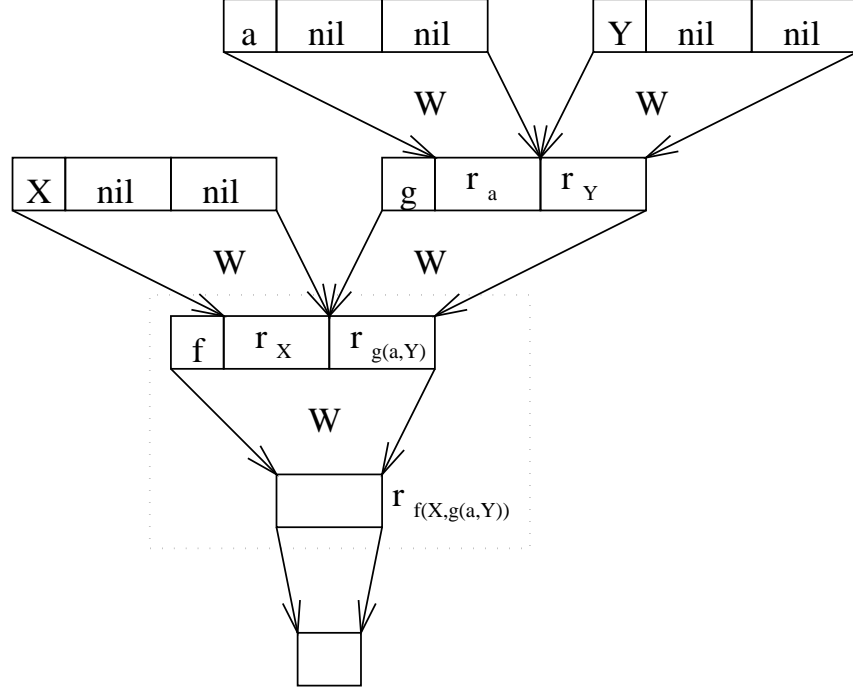 a nil nil Y nil nil
W W
X nil nil g r a r Y
W W
f r X r g(a,Y)
W
r f(X,g(a,Y))